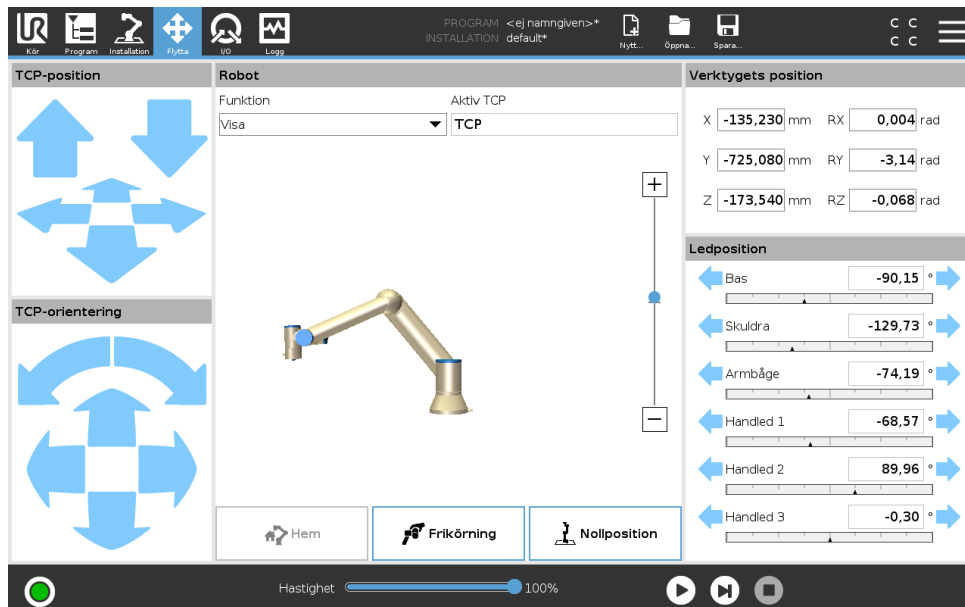 UR
PROGRAM <ej namngiven>*
INSTALLATION default*
C C
C C
Kör Program Installation Flytta I/O Logg Nytt... Öppna... Spara...
TCP-position
Robot
Funktion Aktiv TCP
Visa TCP
+
−
Verktygets position
X -135,230 mm RX 0,004 rad
Y -725,080 mm RY -3,14 rad
Z -173,540 mm RZ -0,068 rad
TCP-orientering
Ledposition
Bas -90,15 °
Skuldra -129,73 °
Armbåge -74,19 °
Handled 1 -68,57 °
Handled 2 89,96 °
Handled 3 -0,30 °
Hem Frikörning Nollposition
Hastighet 100%